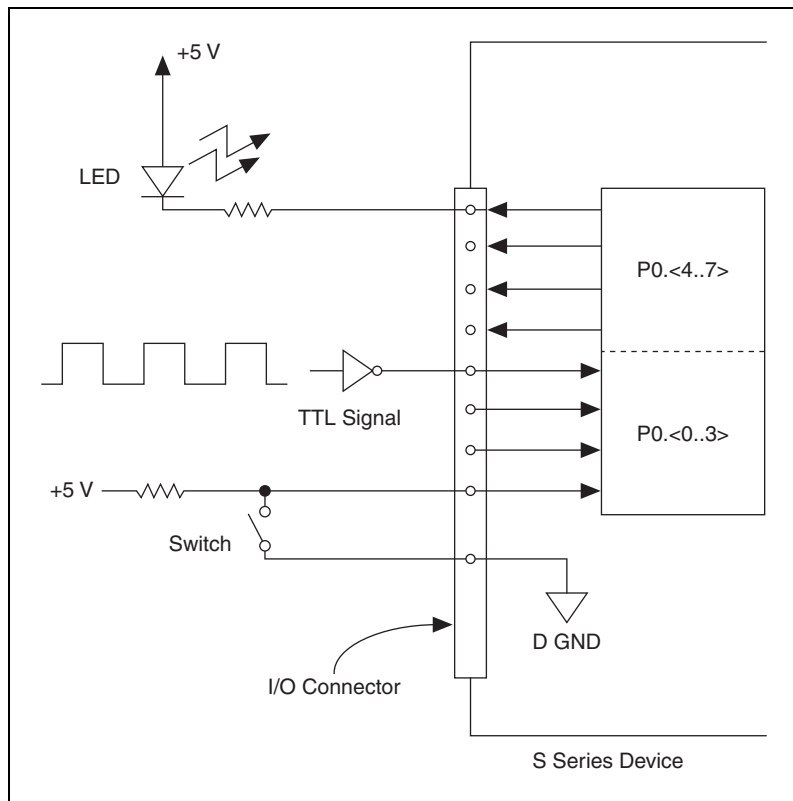 +5 V
LED
P0.<4..7>
TTL Signal
P0.<0..3>
+5 V
Switch
D GND
I/O Connector
S Series Device